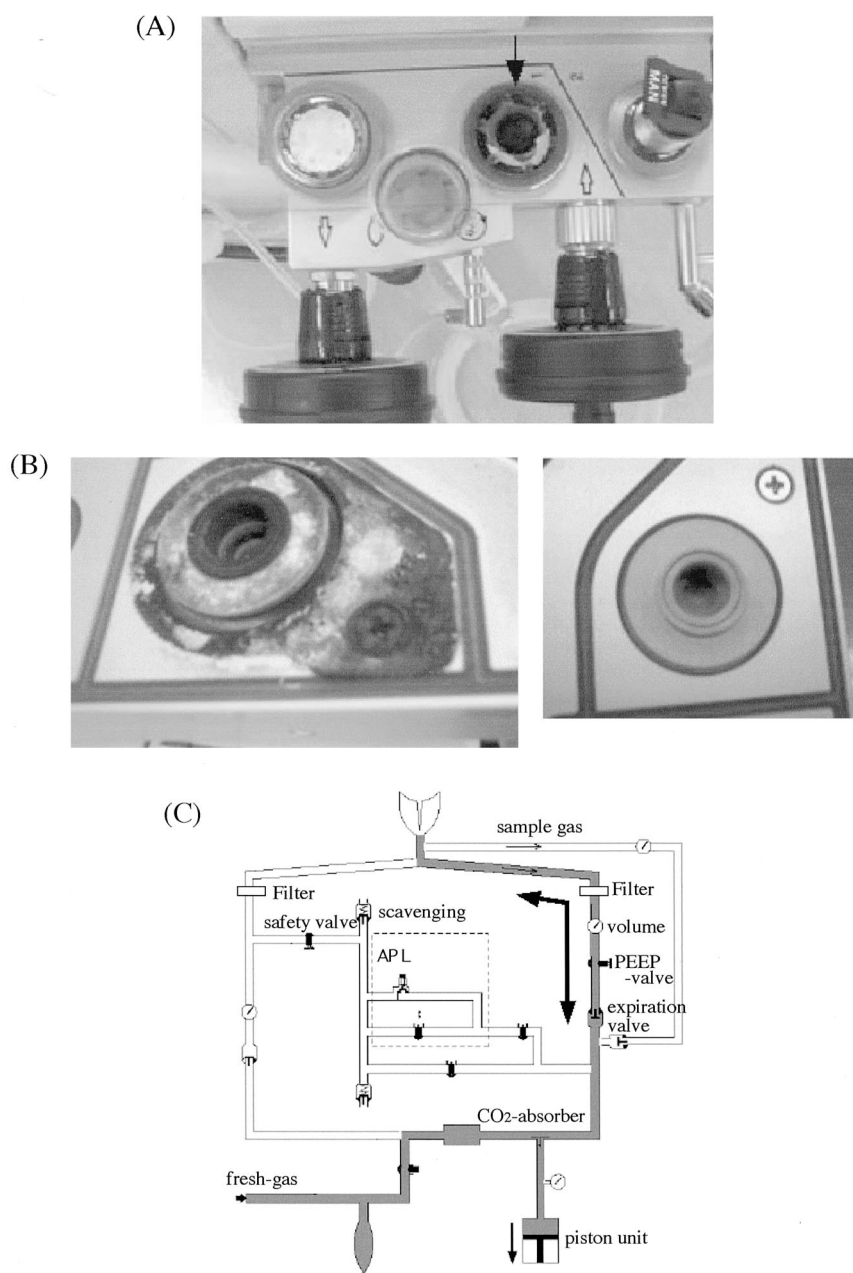 (A)
MAN
(B)
(C)
sample gas
Filter
Filter
safety valve
scavenging
volume
APL
PEEP
-valve
expiration
valve
CO2-absorber
fresh-gas
piston unit